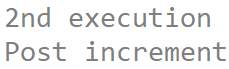 2nd execution
Post increment